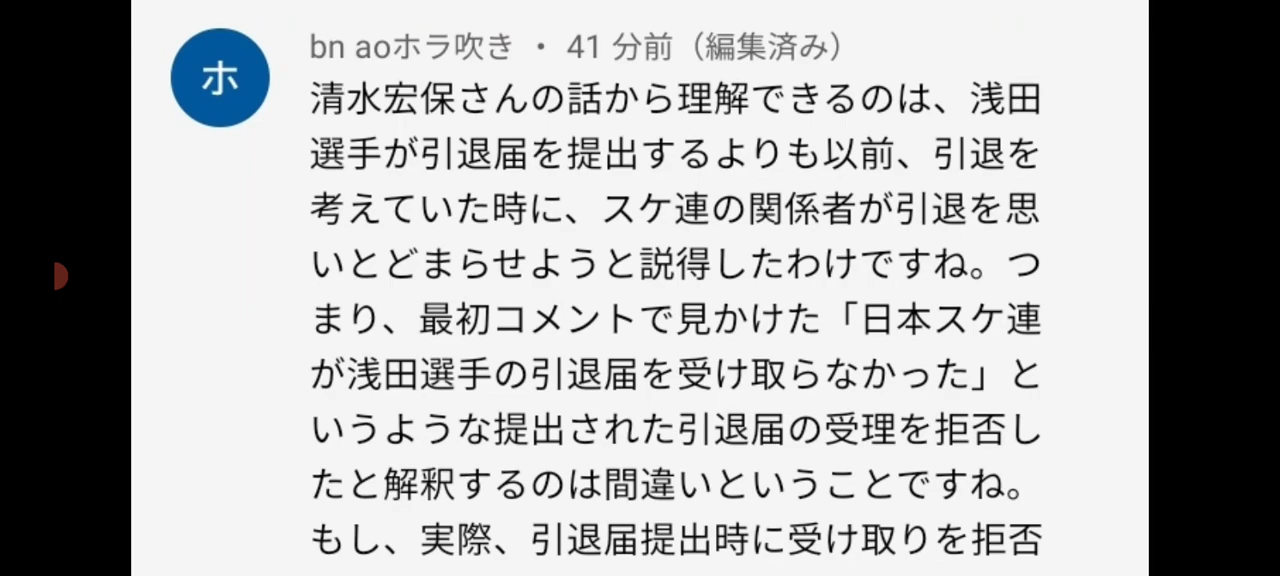 ホ
bn aoホラ吹き ・ 41 分前（編集済み）
清水宏保さんの話から理解できるのは、浅田
選手が引退届を提出するよりも以前、引退を
考えていた時に、スケ連の関係者が引退を思
いとどまらせようと説得したわけですね。つ
まり、最初コメントで見かけた「日本スケ連
が浅田選手の引退届を受け取らなかった」と
いうような提出された引退届の受理を拒否し
たと解釈するのは間違いということですね。
もし、実際、引退届提出時に受け取りを拒否